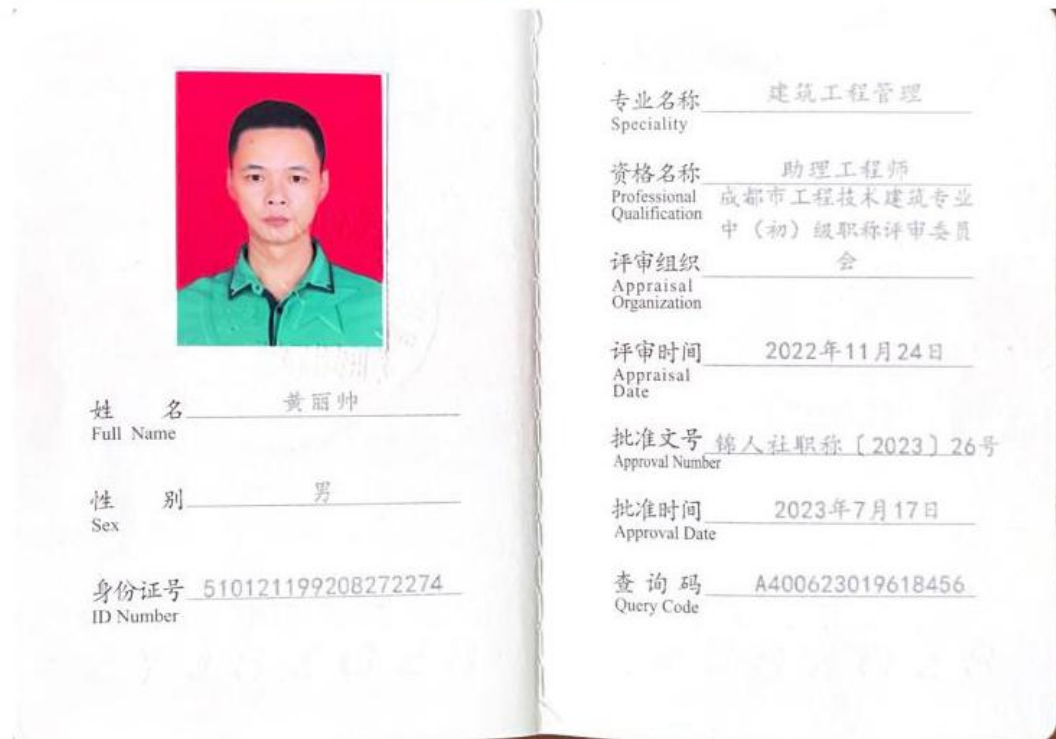 姓 名 黄丽帅
Full Name
性 别 男
Sex
身份证号 510121199208272274
ID Number
专业名称 建筑工程管理
Speciality
资格名称 助理工程师
Professional
Qualification
成都市工程技术建筑专业
中（初）级职称评审委员
评审组织 会
Appraisal
Organization
评审时间 2022年11月24日
Appraisal
Date
批准文号 锦人社职称〔2023〕26号
Approval Number
批准时间 2023年7月17日
Approval Date
查 询 码 A400623019618456
Query Code